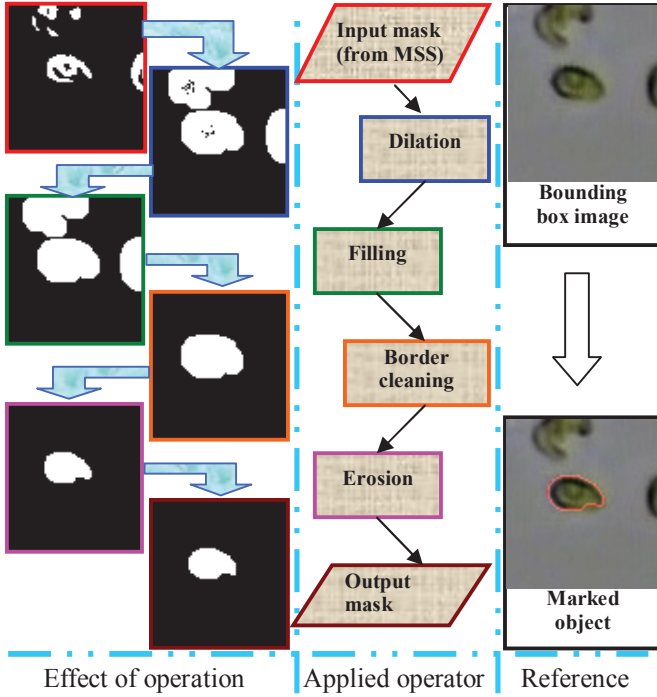 Input mask
(from MSS)
Dilation
Bounding
box image
Filling
Border
cleaning
Erosion
Output
mask
Marked
object
Effect of operation
Applied operator
Reference